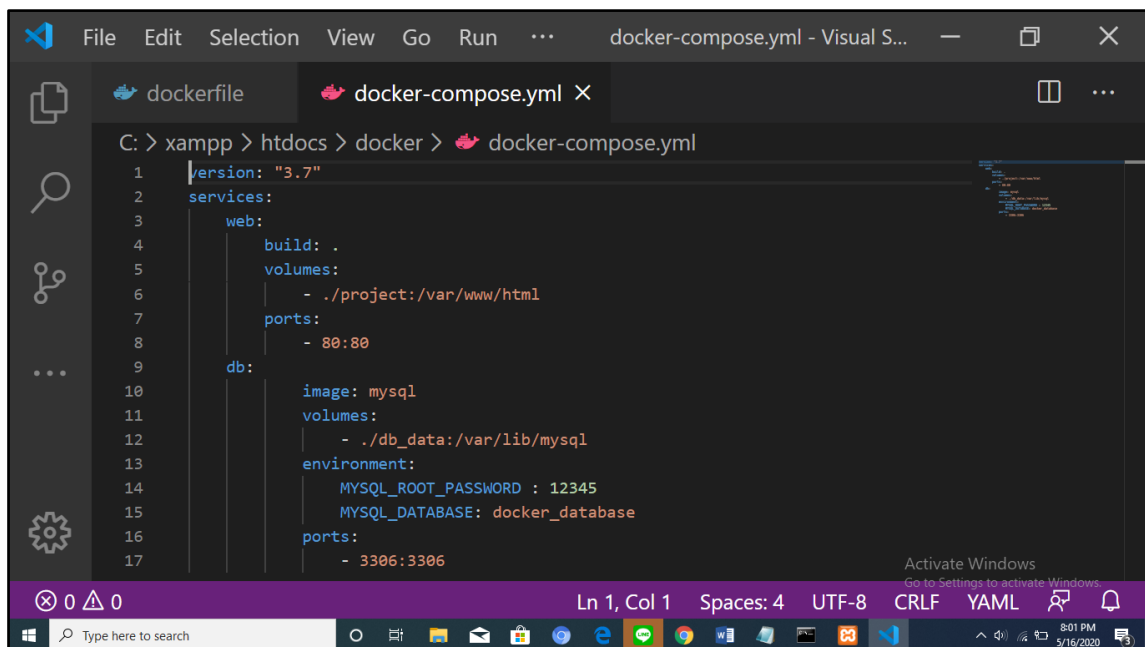 File Edit Selection View Go Run ··· docker-compose.yml - Visual S...
dockerfile docker-compose.yml
C: > xampp > htdocs > docker > docker-compose.yml
1 version: "3.7"
2 services:
3 web:
4 build: .
5 volumes:
6 - ./project:/var/www/html
7 ports:
8 - 80:80
9 db:
10 image: mysql
11 volumes:
12 - ./db_data:/var/lib/mysql
13 environment:
14 MYSQL_ROOT_PASSWORD : 12345
15 MYSQL_DATABASE: docker_database
16 ports:
17 - 3306:3306
Activate Windows
Go to Settings to activate Windows.
0 0 Ln 1, Col 1 Spaces: 4 UTF-8 CRLF YAML
Type here to search
8:01 PM
5/16/2020